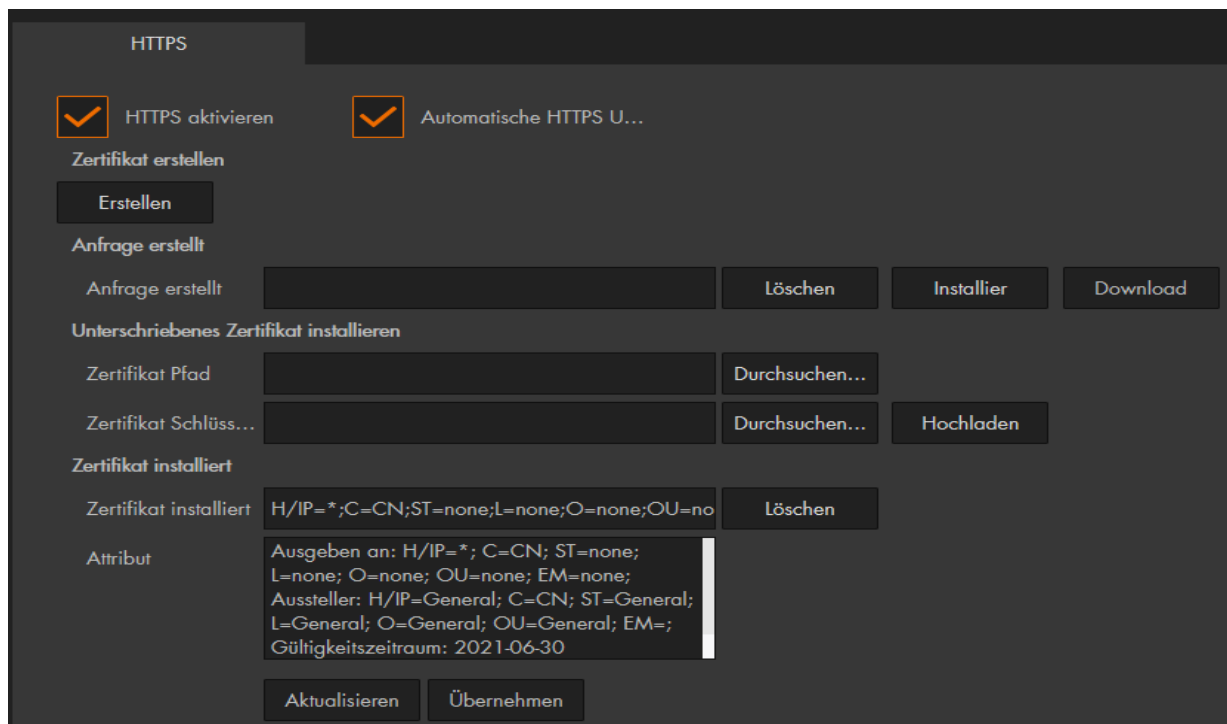 HTTPS
HTTPS aktivieren Automatische HTTPS U...
Zertifikat erstellen
Erstellen
Anfrage erstellt
Anfrage erstellt Löschen Installier Download
Unterschriebenes Zertifikat installieren
Zertifikat Pfad Durchsuchen...
Zertifikat Schlüss... Durchsuchen... Hochladen
Zertifikat installiert
Zertifikat installiert H/IP=*;C=CN;ST=none;L=none;O=none;OU=no Löschen
Attribut
Ausgeben an: H/IP=*; C=CN; ST=none;
L=none; O=none; OU=none; EM=none;
Aussteller: H/IP=General; C=CN; ST=General;
L=General; O=General; OU=General; EM=;
Gültigkeitszeitraum: 2021-06-30
Aktualisieren Übernehmen